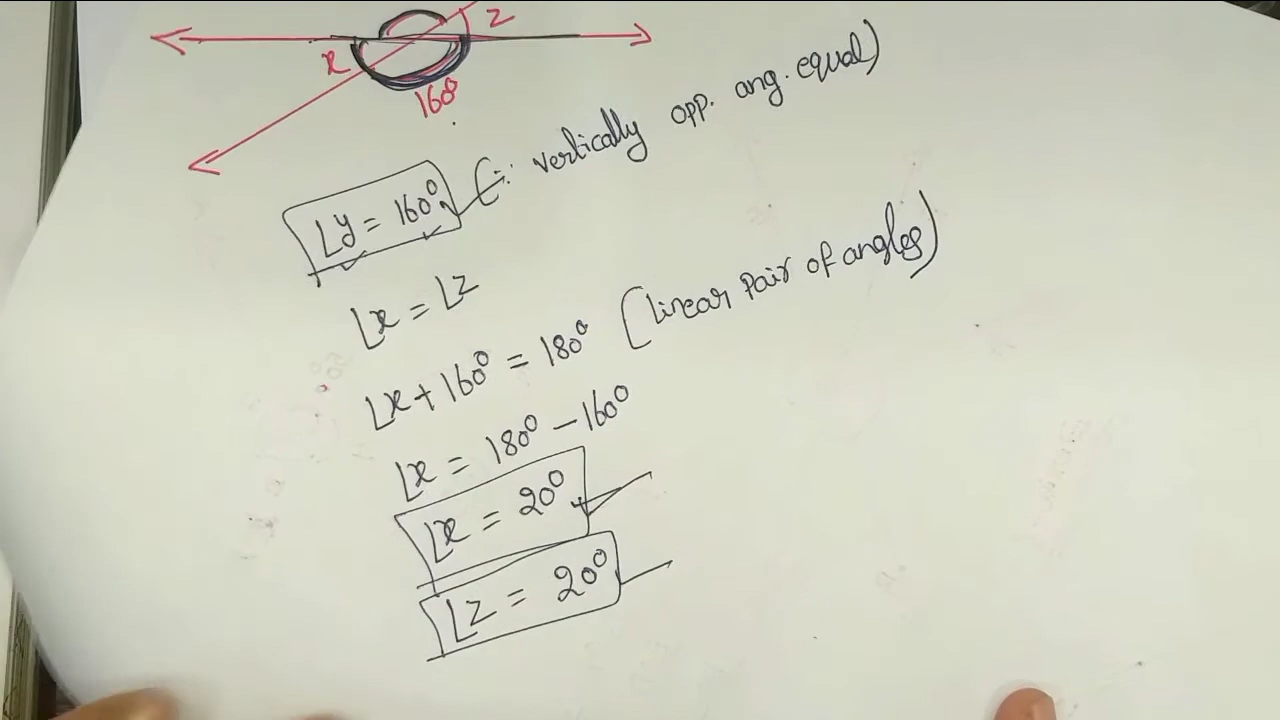 z
x
160°
∠y = 160° (∵ vertically opp. ang. equal)
∠x = ∠z
∠x + 160° = 180° (linear pair of angles)
∠x = 180° - 160°
∠x = 20°
∠z = 20°